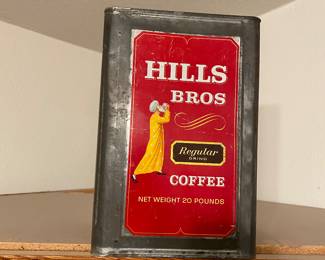 HILLS
BROS
Regular
GRIND
COFFEE
NET WEIGHT 20 POUNDS